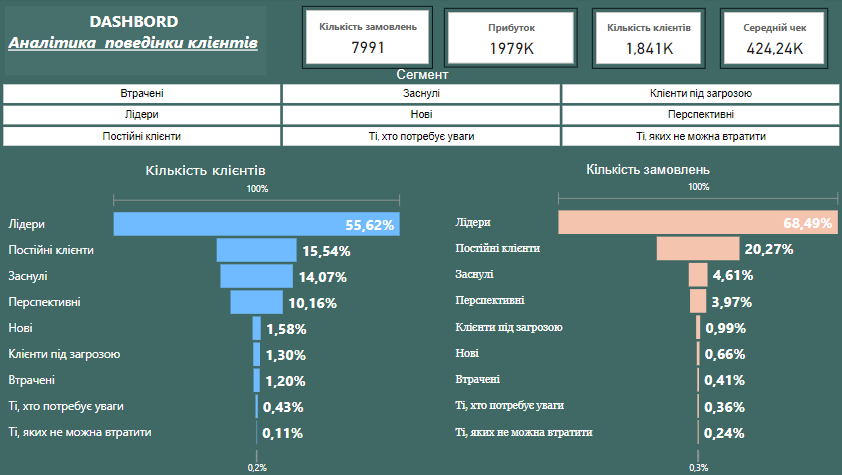 DASHBORD
Аналітика поведінки клієнтів
Кількість замовлень
7991
Прибуток
1979K
Кількість клієнтів
1,841K
Середній чек
424,24K
Сегмент
Втрачені Заснулі Клієнти під загрозою
Лідери Нові Перспективні
Постійні клієнти Ті, хто потребує уваги Ті, яких не можна втратити
Кількість клієнтів
100%
Лідери 55,62%
Постійні клієнти 15,54%
Заснулі 14,07%
Перспективні 10,16%
Нові 1,58%
Клієнти під загрозою 1,30%
Втрачені 1,20%
Ті, хто потребує уваги 0,43%
Ті, яких не можна втратити 0,11%
0,2%
Кількість замовлень
100%
Лідери 68,49%
Постійні клієнти 20,27%
Заснулі 4,61%
Перспективні 3,97%
Клієнти під загрозою 0,99%
Нові 0,66%
Втрачені 0,41%
Ті, хто потребує уваги 0,36%
Ті, яких не можна втратити 0,24%
0,3%